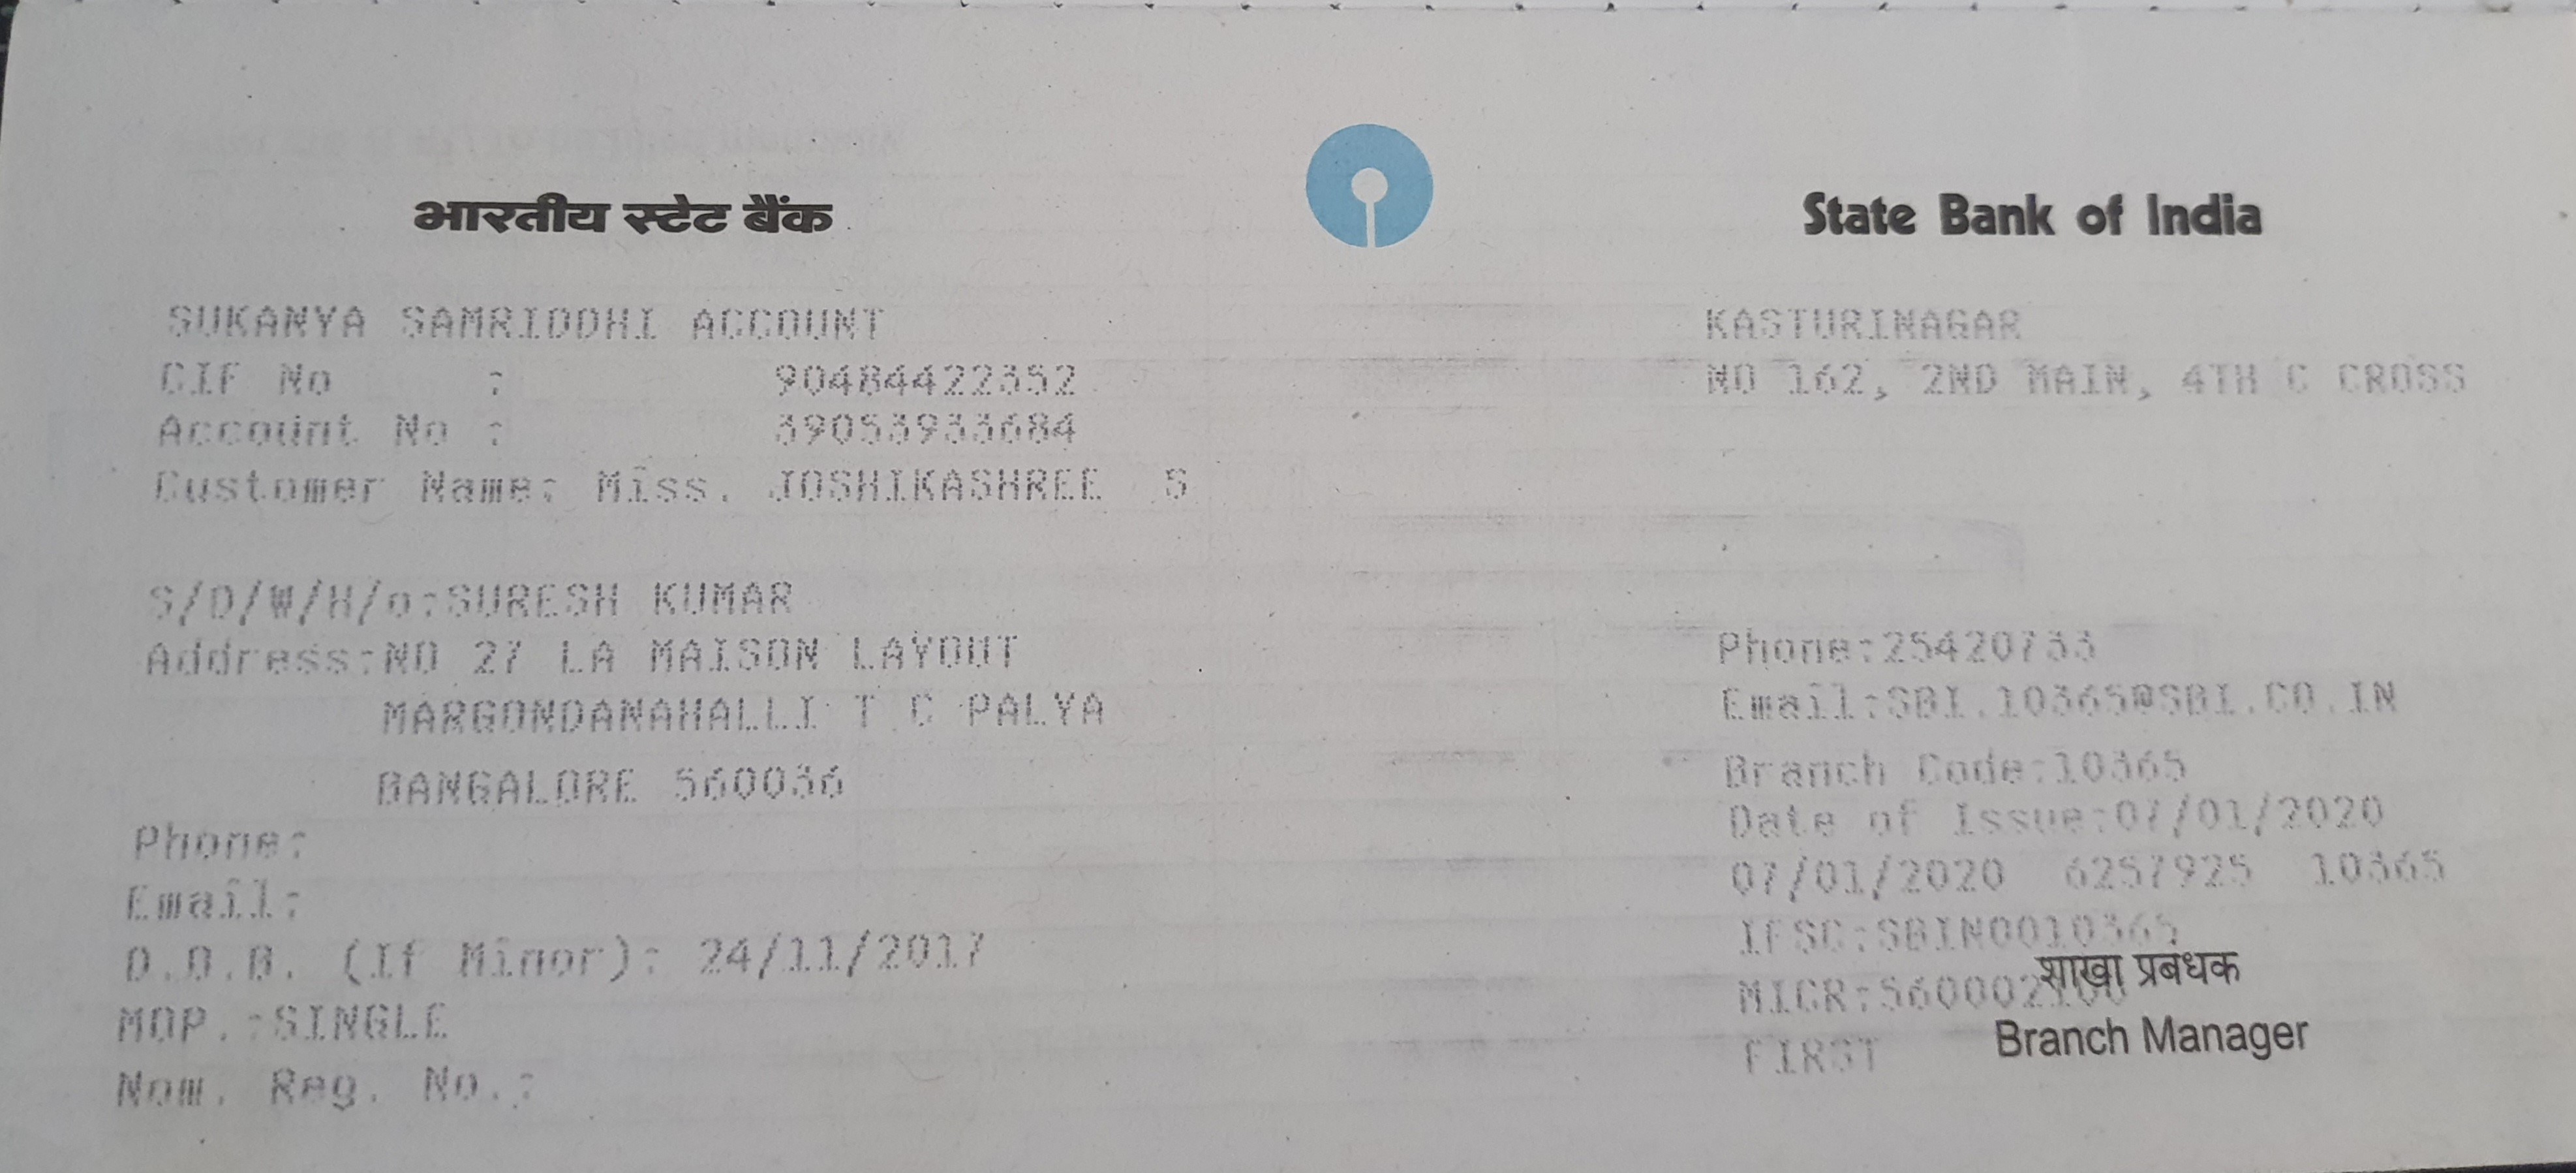 भारतीय स्टेट बैंक
State Bank of India
SUKANYA SAMRIDDHI ACCOUNT
CIF No : 90484422352
Account No : 39053933684
Customer Name: Miss. JOSHIKASHREE S
S/D/W/H/o:SURESH KUMAR
Address:NO 27 LA MAISON LAYOUT
MARGONDANAHALLI T C PALYA
BANGALORE 560036
Phone:
Email:
D.O.B. (If Minor): 24/11/2017
MOP.:SINGLE
Nom. Reg. No.:
KASTURINAGAR
NO 162, 2ND MAIN, 4TH C CROSS
Phone:25420733
Email:SBI.10365@SBI.CO.IN
Branch Code:10365
Date of Issue:07/01/2020
07/01/2020 6257925 10365
IFSC:SBIN0010365
शाखा प्रबंधक
MICR:
Branch Manager
FIRST